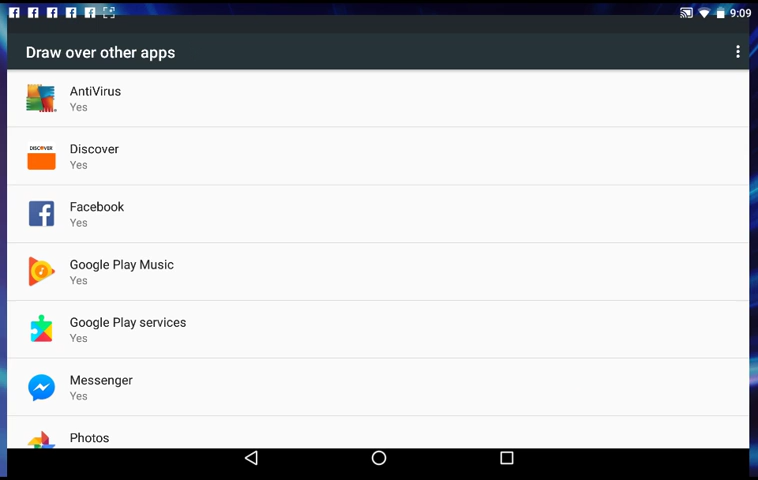 9:09
Draw over other apps
AntiVirus
Yes
DISCOVER
Discover
Yes
Facebook
Yes
Google Play Music
Yes
Google Play services
Yes
Messenger
Yes
Photos